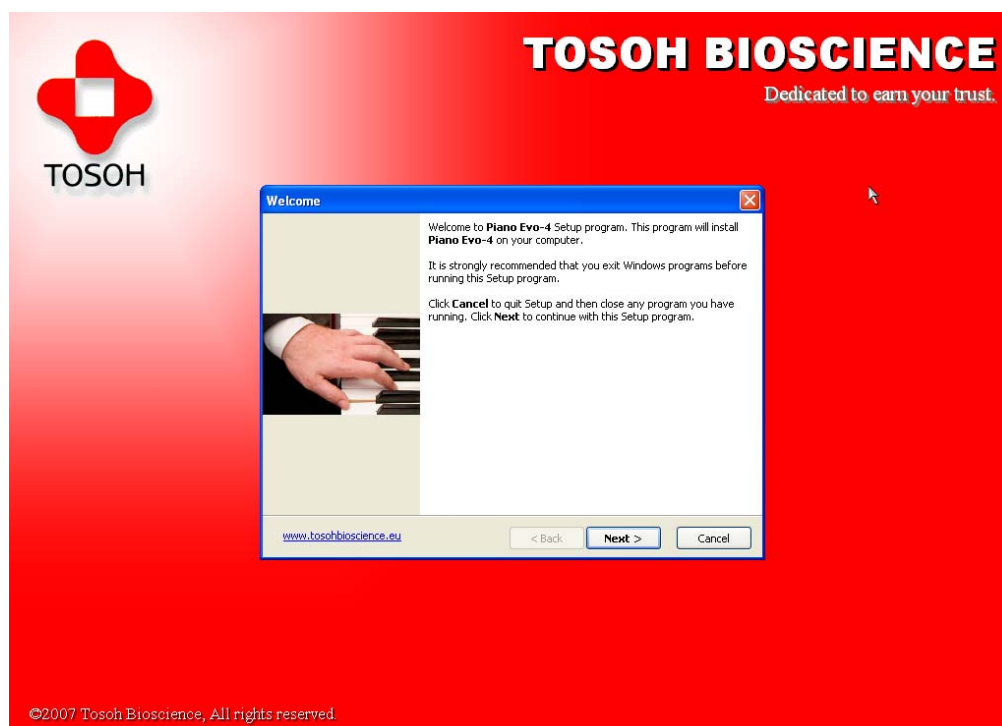 TOSOH BIOSCIENCE
Dedicated to earn your trust.
TOSOH
Welcome
Welcome to Piano Evo-4 Setup program. This program will install
Piano Evo-4 on your computer.
It is strongly recommended that you exit Windows programs before
running this Setup program.
Click Cancel to quit Setup and then close any program you have
running. Click Next to continue with this Setup program.
www.tosohbioscience.eu
< Back
Next >
Cancel
©2007 Tosoh Bioscience, All rights reserved.